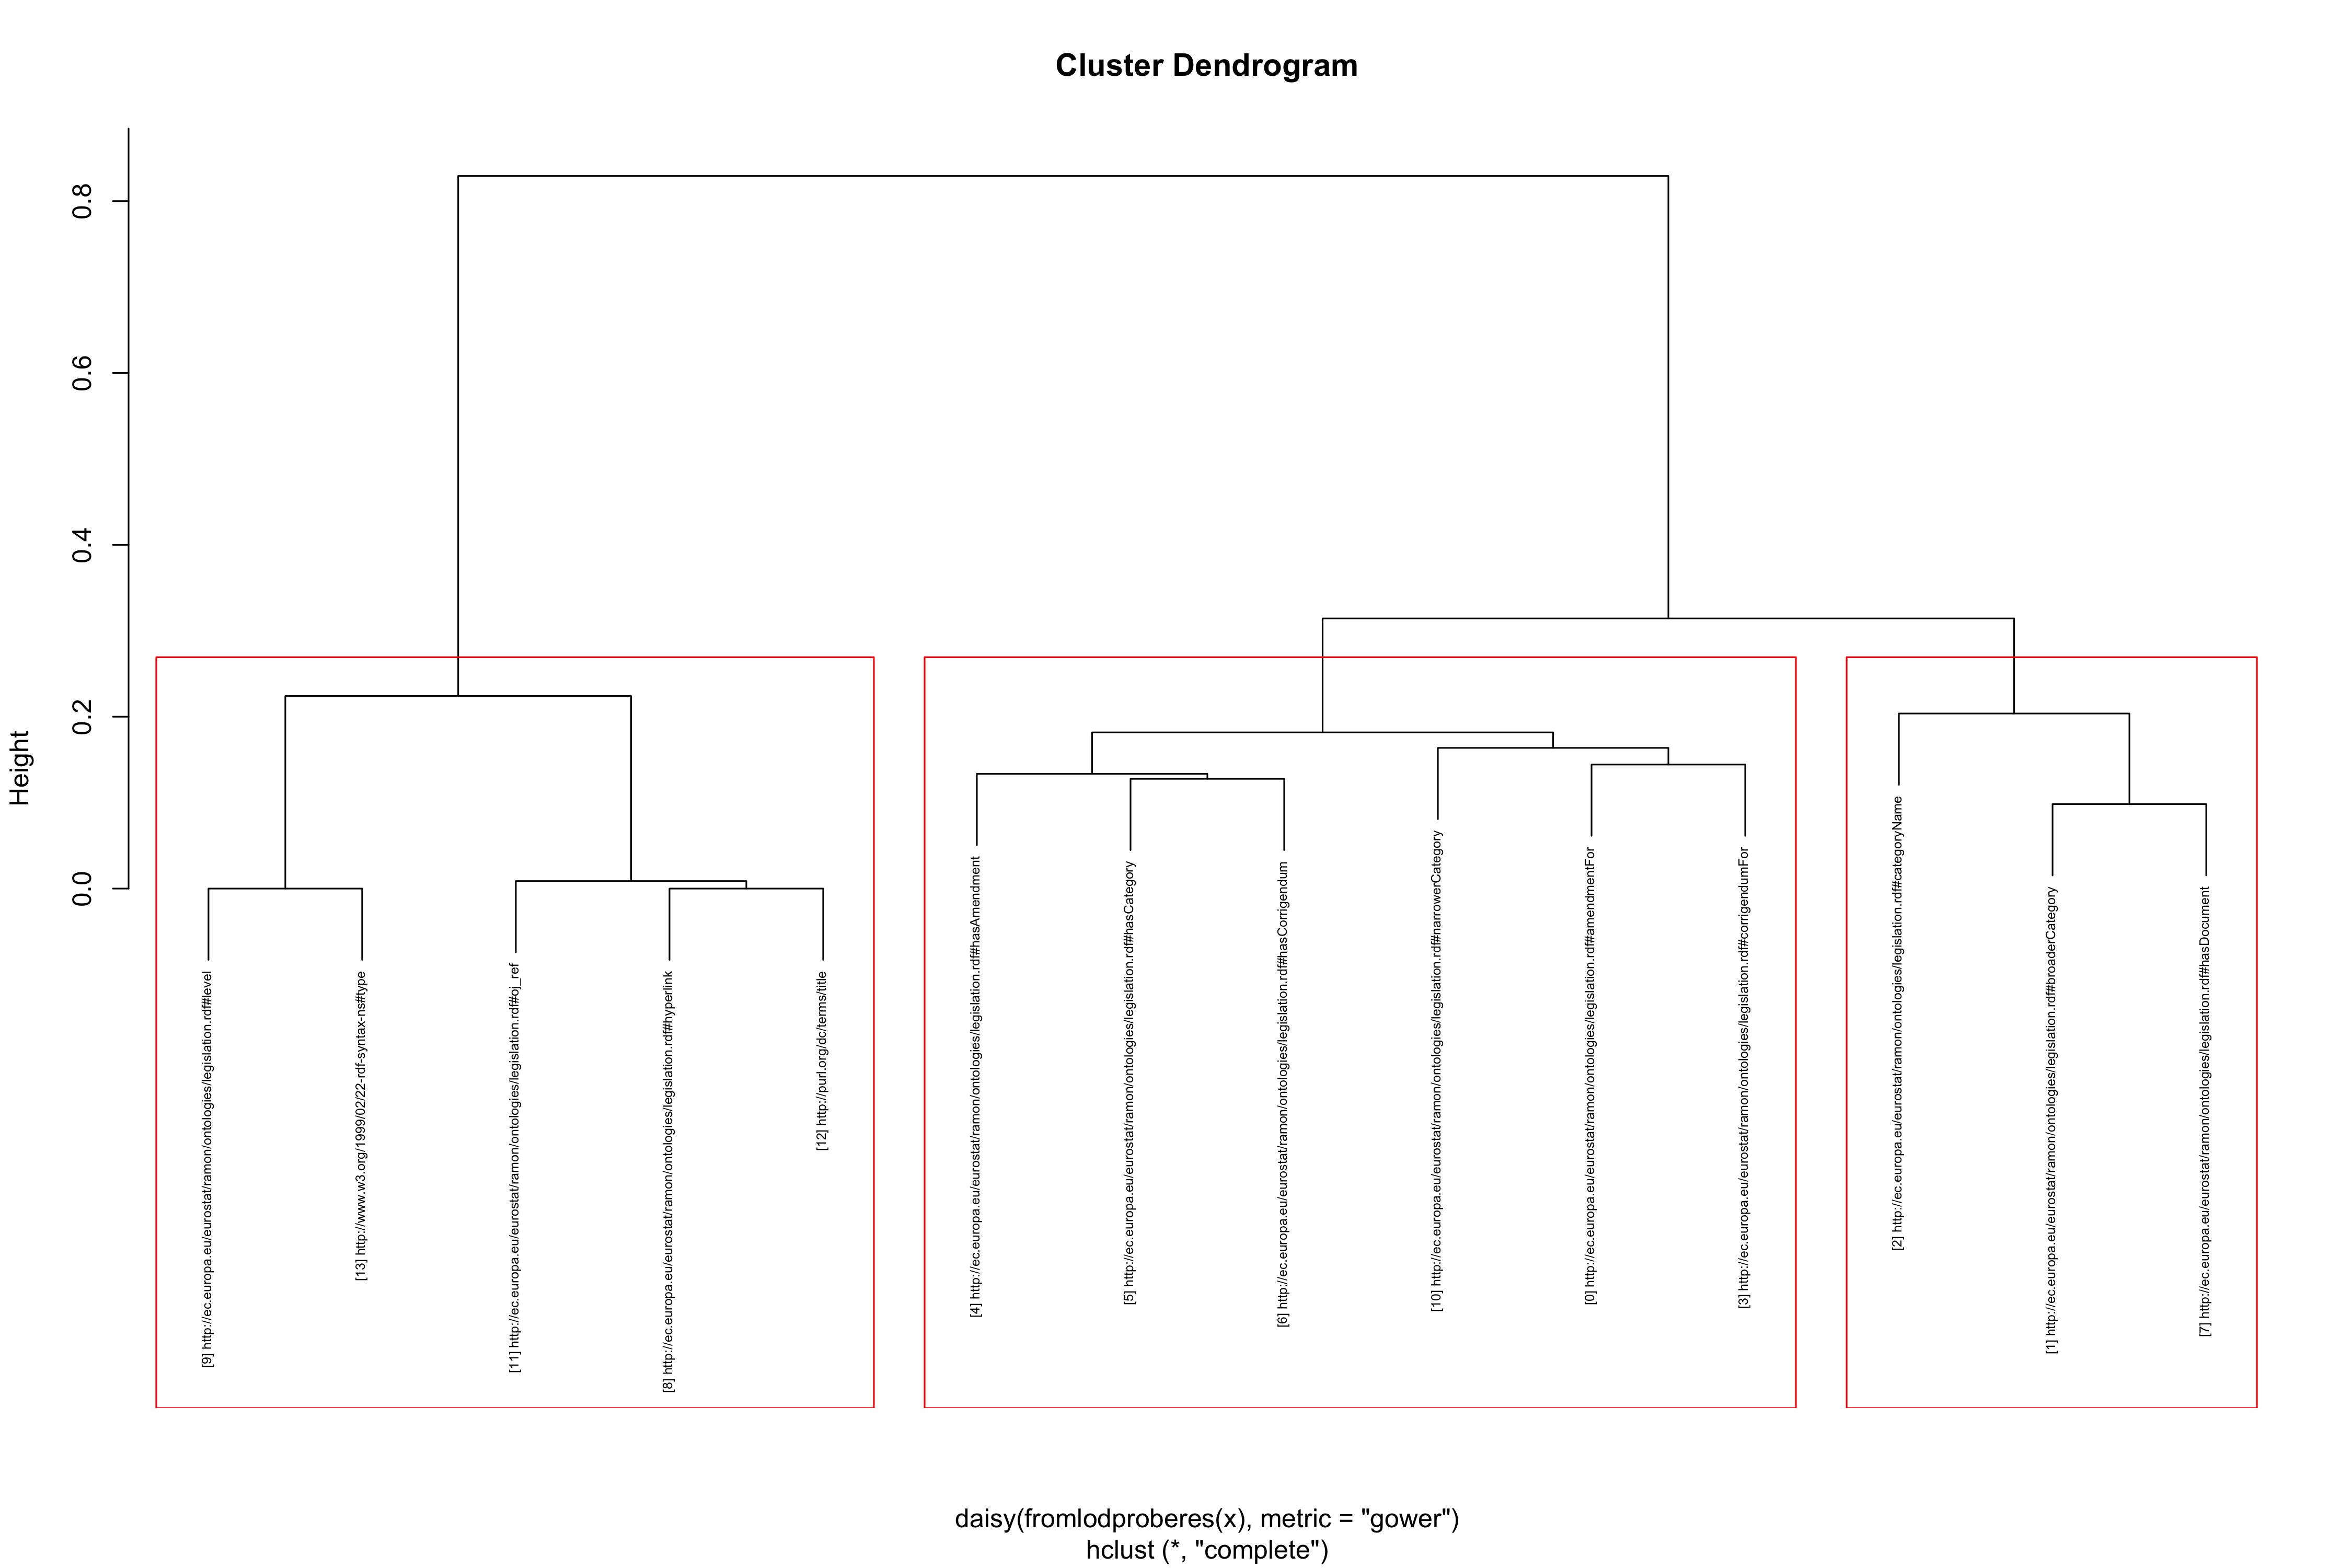 Cluster Dendrogram
Height
0.0
0.2
0.4
0.6
0.8
[9] http://ec.europa.eu/eurostat/ramon/ontologies/legislation.rdf#level
[13] http://www.w3.org/1999/02/22-rdf-syntax-ns#type
[11] http://ec.europa.eu/eurostat/ramon/ontologies/legislation.rdf#oj_ref
[8] http://ec.europa.eu/eurostat/ramon/ontologies/legislation.rdf#hyperlink
[12] http://purl.org/dc/terms/title
[4] http://ec.europa.eu/eurostat/ramon/ontologies/legislation.rdf#hasAmendment
[5] http://ec.europa.eu/eurostat/ramon/ontologies/legislation.rdf#hasCategory
[6] http://ec.europa.eu/eurostat/ramon/ontologies/legislation.rdf#hasCorrigendum
[10] http://ec.europa.eu/eurostat/ramon/ontologies/legislation.rdf#narrowerCategory
[0] http://ec.europa.eu/eurostat/ramon/ontologies/legislation.rdf#amendmentFor
[3] http://ec.europa.eu/eurostat/ramon/ontologies/legislation.rdf#corrigendumFor
[2] http://ec.europa.eu/eurostat/ramon/ontologies/legislation.rdf#categoryName
[1] http://ec.europa.eu/eurostat/ramon/ontologies/legislation.rdf#broaderCategory
[7] http://ec.europa.eu/eurostat/ramon/ontologies/legislation.rdf#hasDocument
daisy(fromlodproberes(x), metric = "gower")
hclust (*, "complete")